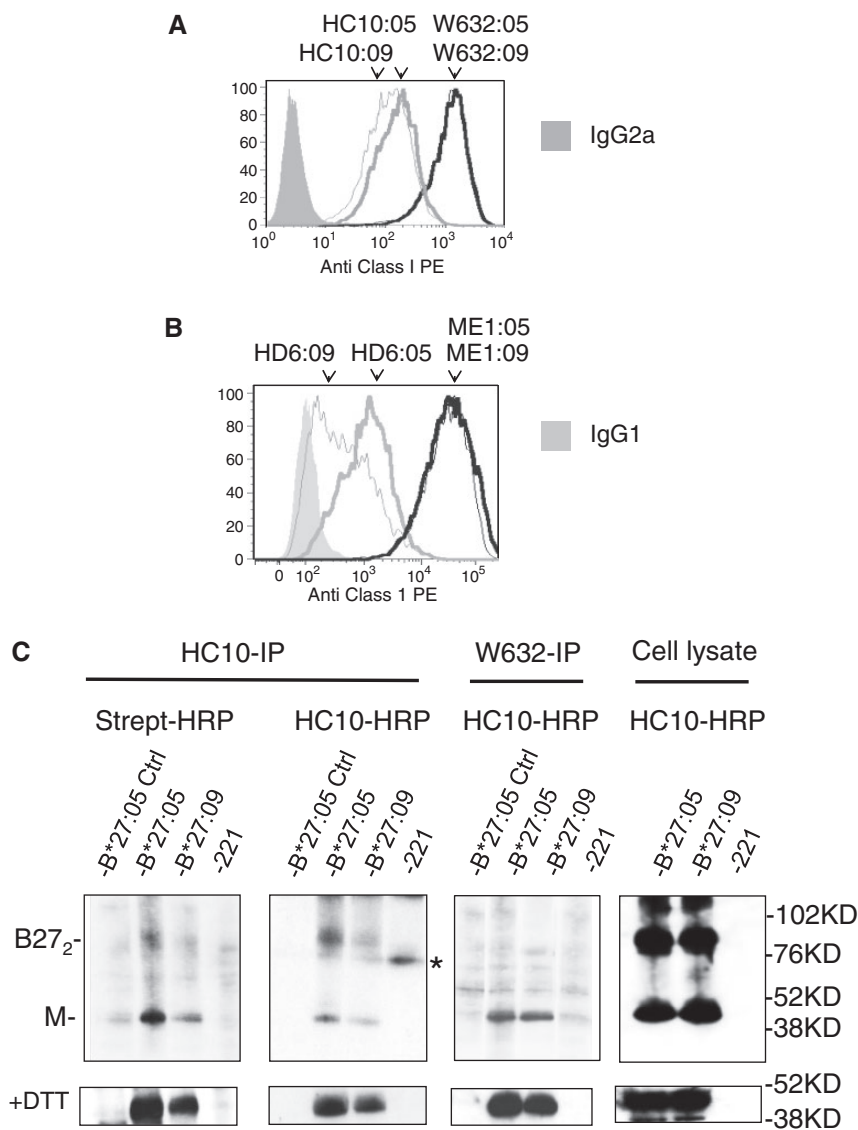 A
HC10:05 W632:05
HC10:09 W632:09
100
80
60
40
20
0
10^0 10^1 10^2 10^3 10^4
Anti Class I PE
IgG2a
B
ME1:05
HD6:09 HD6:05 ME1:09
100
80
60
40
20
0
0 10^2 10^3 10^4 10^5
Anti Class 1 PE
IgG1
C
HC10-IP W632-IP Cell lysate
Strept-HRP HC10-HRP HC10-HRP HC10-HRP
-B*27:05 Ctrl -B*27:05 -B*27:09 -221 -B*27:05 Ctrl -B*27:05 -B*27:09 -221 -B*27:05 Ctrl -B*27:05 -B*27:09 -221 -B*27:05 -B*27:09 -221
-102KD
B27₂- * -76KD
-52KD
M- -38KD
+DTT -52KD
-38KD